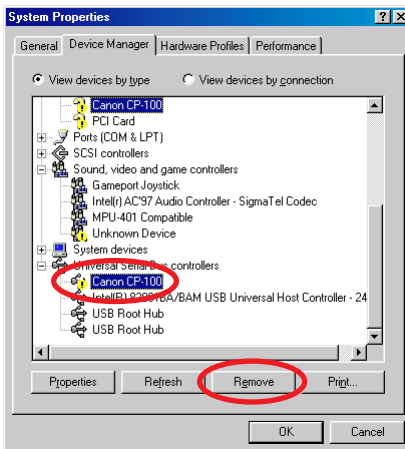 System Properties
General Device Manager Hardware Profiles Performance
View devices by type View devices by connection
Canon CP-100
PCI Card
Ports (COM & LPT)
SCSI controllers
Sound, video and game controllers
Gameport Joystick
Intel(r) AC'97 Audio Controller - SigmaTel Codec
MPU-401 Compatible
Unknown Device
System devices
Universal Serial Bus controllers
Canon CP-100
Intel(R) 82801BA/BAM USB Universal Host Controller - 24
USB Root Hub
USB Root Hub
Properties Refresh Remove Print...
OK Cancel